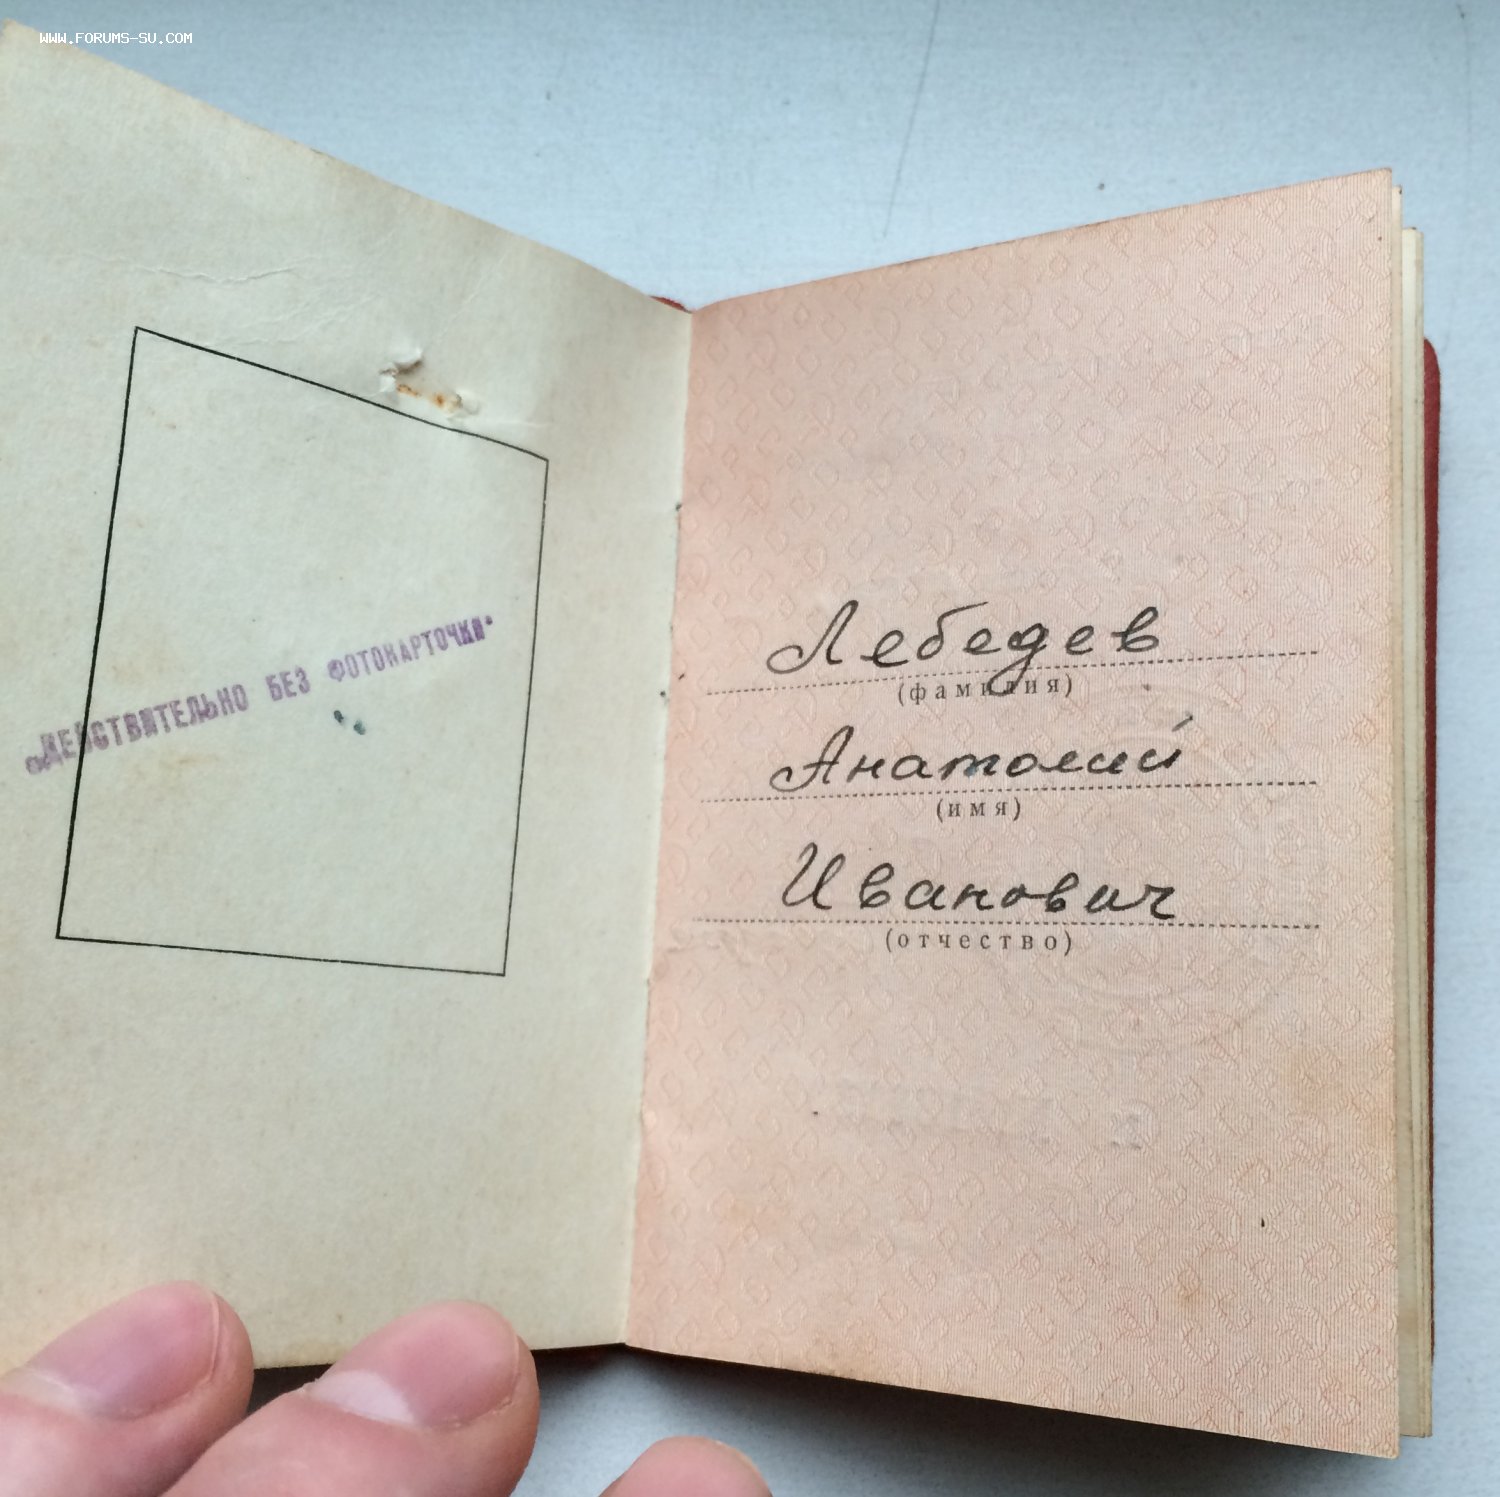 WWW.FORUMS-SU.COM
„ДЕЙСТВИТЕЛЬНО БЕЗ ФОТОКАРТОЧКИ"
Лебедев
(фамилия)
Анатолий
(имя)
Иванович
(отчество)